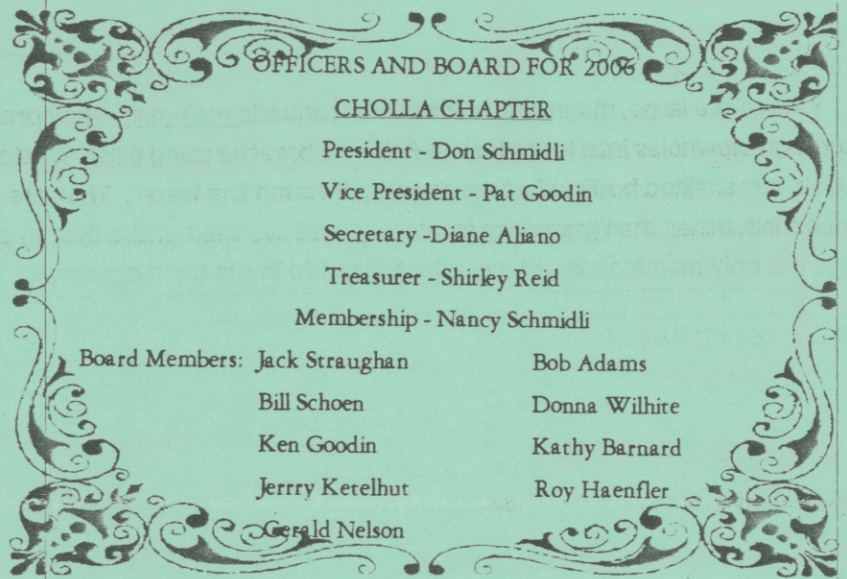 OFFICERS AND BOARD FOR 2006
CHOLLA CHAPTER
President - Don Schmidli
Vice President - Pat Goodin
Secretary -Diane Aliano
Treasurer - Shirley Reid
Membership - Nancy Schmidli
Board Members: Jack Straughan Bob Adams
Bill Schoen Donna Wilhite
Ken Goodin Kathy Barnard
Jerrry Ketelhut Roy Haenfler
Gerald Nelson